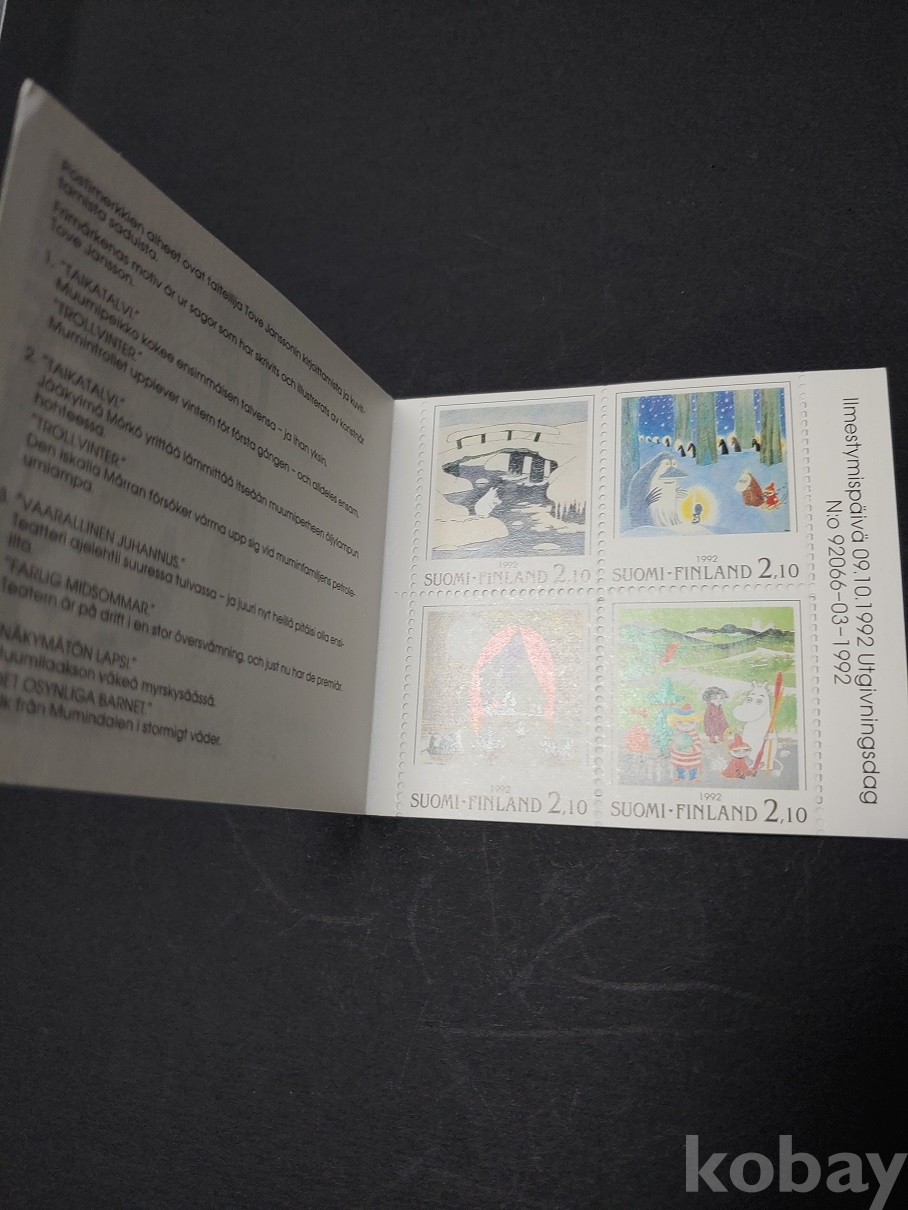 Postimerkkien aiheet ovat taiteilija Tove Janssonin kirjoittamista ja kuvit-
tamista saduista.
Frimärkenas motiv är ur sagor som har skrivits och illustrerats av konstnär
Tove Jansson.
1. "TAIKATALVI."
Muumipeikko kokee ensimmäisen talvensa – ja ihan yksin.
"TROLLVINTER."
Mumintrollet upplever vintern för första gången – och alldeles ensam.
2. "TAIKATALVI."
Jääkylmä Mörkö yrittää lämmittää itseään muumiperheen öljylampun
hohteessa.
"TROLLVINTER."
Den iskalla Mårran försöker värma upp sig vid muminfamiljens petrole-
umlampa.
3. "VAARALLINEN JUHANNUS."
Teatteri ajelehtii suuressa tulvassa – ja juuri nyt heillä pitäisi olla ensi-
ilta.
"FARLIG MIDSOMMAR."
Teatern är på drift i en stor översvämning, och just nu har de premiär.
NÄKYMÄTÖN LAPSI."
Muumilaakson väkeä myrskysäässä.
DET OSYNLIGA BARNET."
lk från Mumindalen i stormigt väder.
1992
SUOMI·FINLAND 2,10
1992
SUOMI·FINLAND 2,10
1992
SUOMI·FINLAND 2,10
1992
SUOMI·FINLAND 2,10
Ilmestymispäivä 09.10.1992 Utgivningsdag
N:o 92066-03-1992
kobay